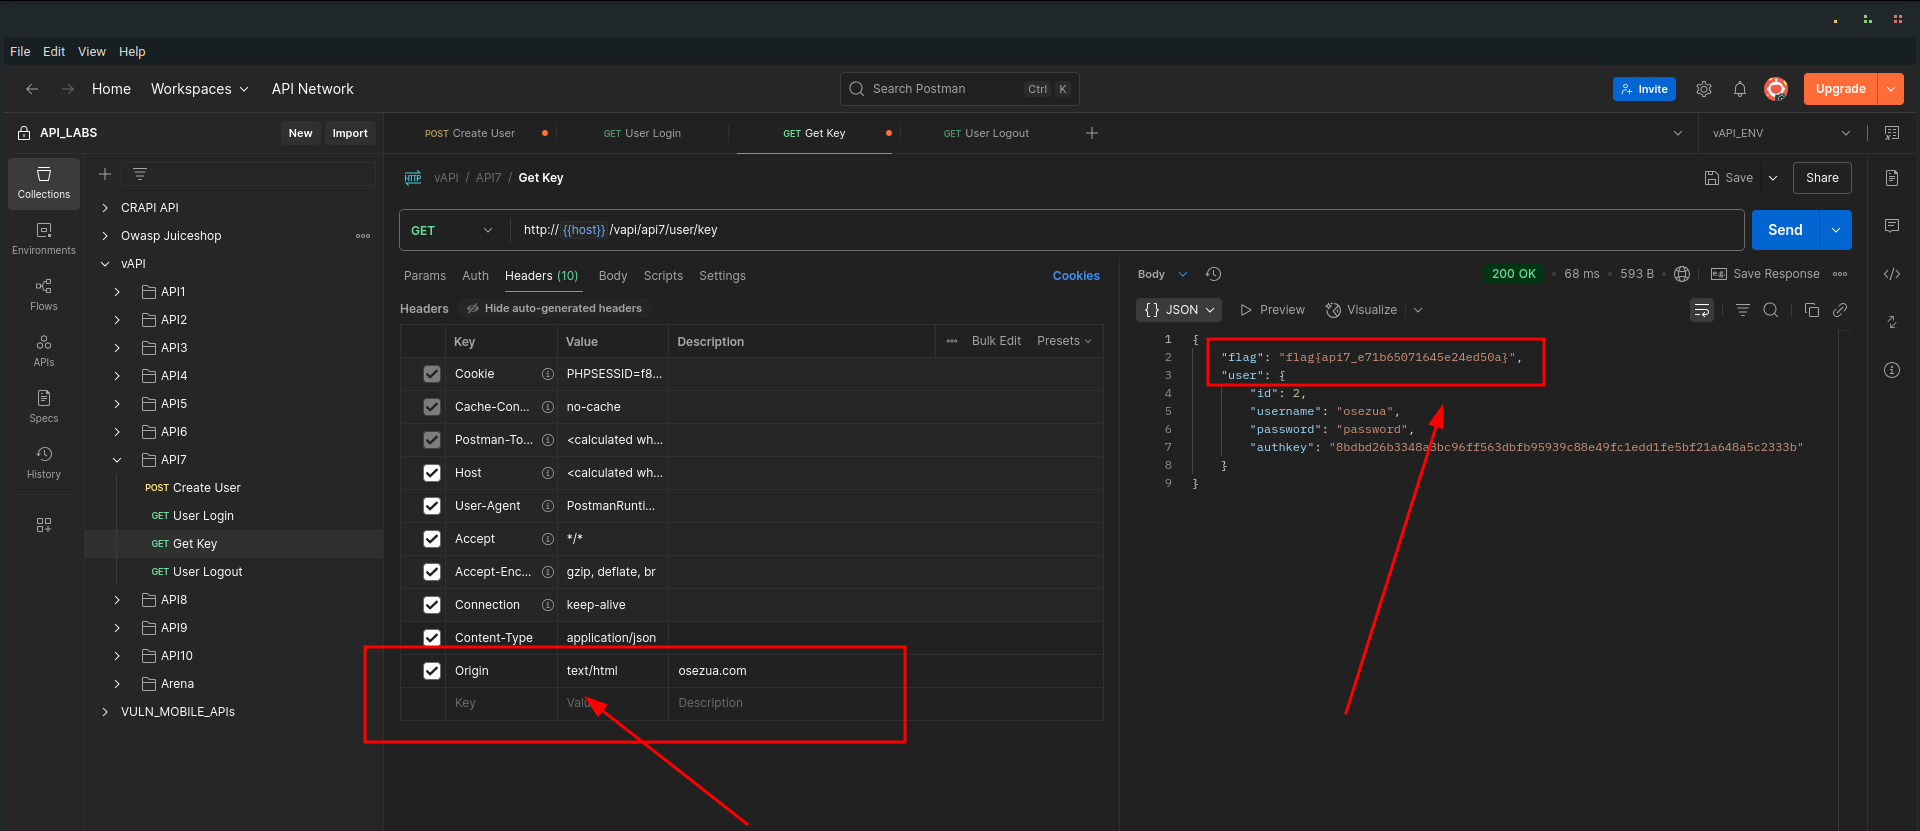 File Edit View Help
Home Workspaces API Network Search Postman Ctrl K Invite Upgrade
API_LABS New Import POST Create User GET User Login GET Get Key GET User Logout vAPI_ENV
Collections
Environments
Flows
APIs
Specs
History
CRAPI API
Owasp Juiceshop
vAPI
API1
API2
API3
API4
API5
API6
API7
POST Create User
GET User Login
GET Get Key
GET User Logout
API8
API9
API10
Arena
VULN_MOBILE_APIs
HTTP vAPI / API7 / Get Key Save Share
GET http:// {{host}} /vapi/api7/user/key Send
Params Auth Headers (10) Body Scripts Settings Cookies
Headers Hide auto-generated headers
Key Value Description Bulk Edit Presets
Cookie PHPSESSID=f8...
Cache-Con... no-cache
Postman-To... <calculated wh...
Host <calculated wh...
User-Agent PostmanRunti...
Accept */*
Accept-Enc... gzip, deflate, br
Connection keep-alive
Content-Type application/json
Origin text/html osezua.com
Key Description
Body 200 OK 68 ms 593 B e.g. Save Response
{} JSON Preview Visualize
1 {
2 "flag": "flag{api7_e71b65071645e24ed50a}",
3 "user": {
4 "id": 2,
5 "username": "osezua",
6 "password": "password",
7 "authkey": "8bdbd26b3348a3bc96ff563dbfb95939c88e49fc1edd1fe5bf21a648a5c2333b"
8 }
9 }